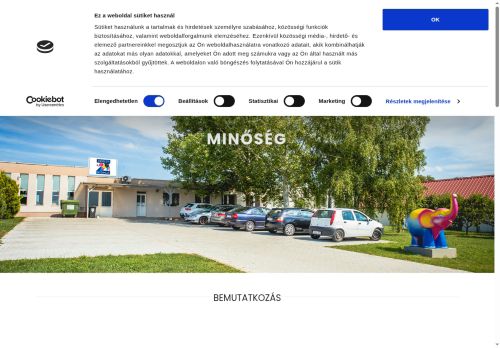 Ez a weboldal sütiket használ
Sütiket használunk a tartalmak és hirdetések személyre szabásához, közösségi funkciók
biztosításához, valamint weboldalforgalmunk elemzéséhez. Ezenkívül közösségi média-, hirdető- és
elemező partnereinkkel megosztjuk az Ön weboldalhasználatra vonatkozó adatait, akik kombinálhatják
az adatokat más olyan adatokkal, amelyeket Ön adott meg számukra vagy az Ön által használt más
szolgáltatásokból gyűjtöttek. A weboldalon való böngészés folytatásával Ön hozzájárul a sütik
használatához.
OK
Cookiebot
by Usercentrics
Elengedhetetlen
Beállítások
Statisztikai
Marketing
Részletek megjelenítése
MINŐSÉG
BEMUTATKOZÁS